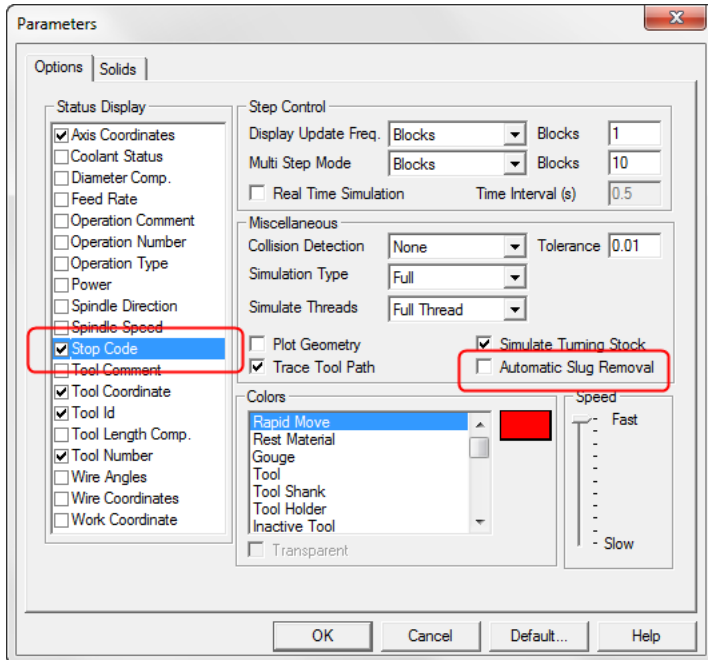 Parameters
Options
Solids
Status Display
Axis Coordinates
Coolant Status
Diameter Comp.
Feed Rate
Operation Comment
Operation Number
Operation Type
Power
Spindle Direction
Spindle Speed
Stop Code
Tool Comment
Tool Coordinate
Tool Id
Tool Length Comp.
Tool Number
Wire Angles
Wire Coordinates
Work Coordinate
Step Control
Display Update Freq. Blocks Blocks 1
Multi Step Mode Blocks Blocks 10
Real Time Simulation Time Interval (s) 0.5
Miscellaneous
Collision Detection None Tolerance 0.01
Simulation Type Full
Simulate Threads Full Thread
Plot Geometry Simulate Turning Stock
Trace Tool Path Automatic Slug Removal
Colors
Rapid Move
Rest Material
Gouge
Tool
Tool Shank
Tool Holder
Inactive Tool
Transparent
Speed
Fast
Slow
OK Cancel Default... Help